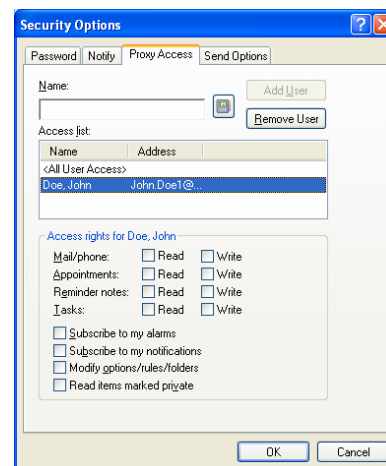 Security Options
Password Notify Proxy Access Send Options
Name:
Add User
Remove User
Access list:
Name Address
<All User Access>
Doe, John John.Doe1@...
Access rights for Doe, John
Mail/phone: Read Write
Appointments: Read Write
Reminder notes: Read Write
Tasks: Read Write
Subscribe to my alarms
Subscribe to my notifications
Modify options/rules/folders
Read items marked private
OK Cancel